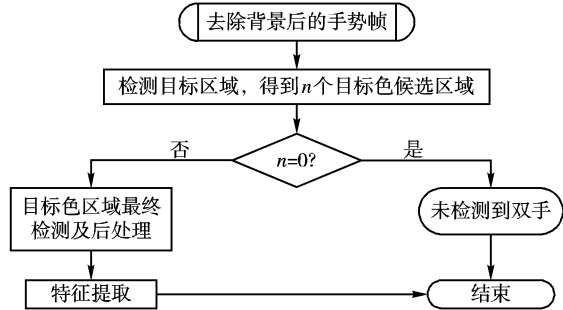 去除背景后的手势帧
检测目标区域，得到n个目标色候选区域
n=0?
否
是
目标色区域最终
检测及后处理
未检测到双手
特征提取
结束